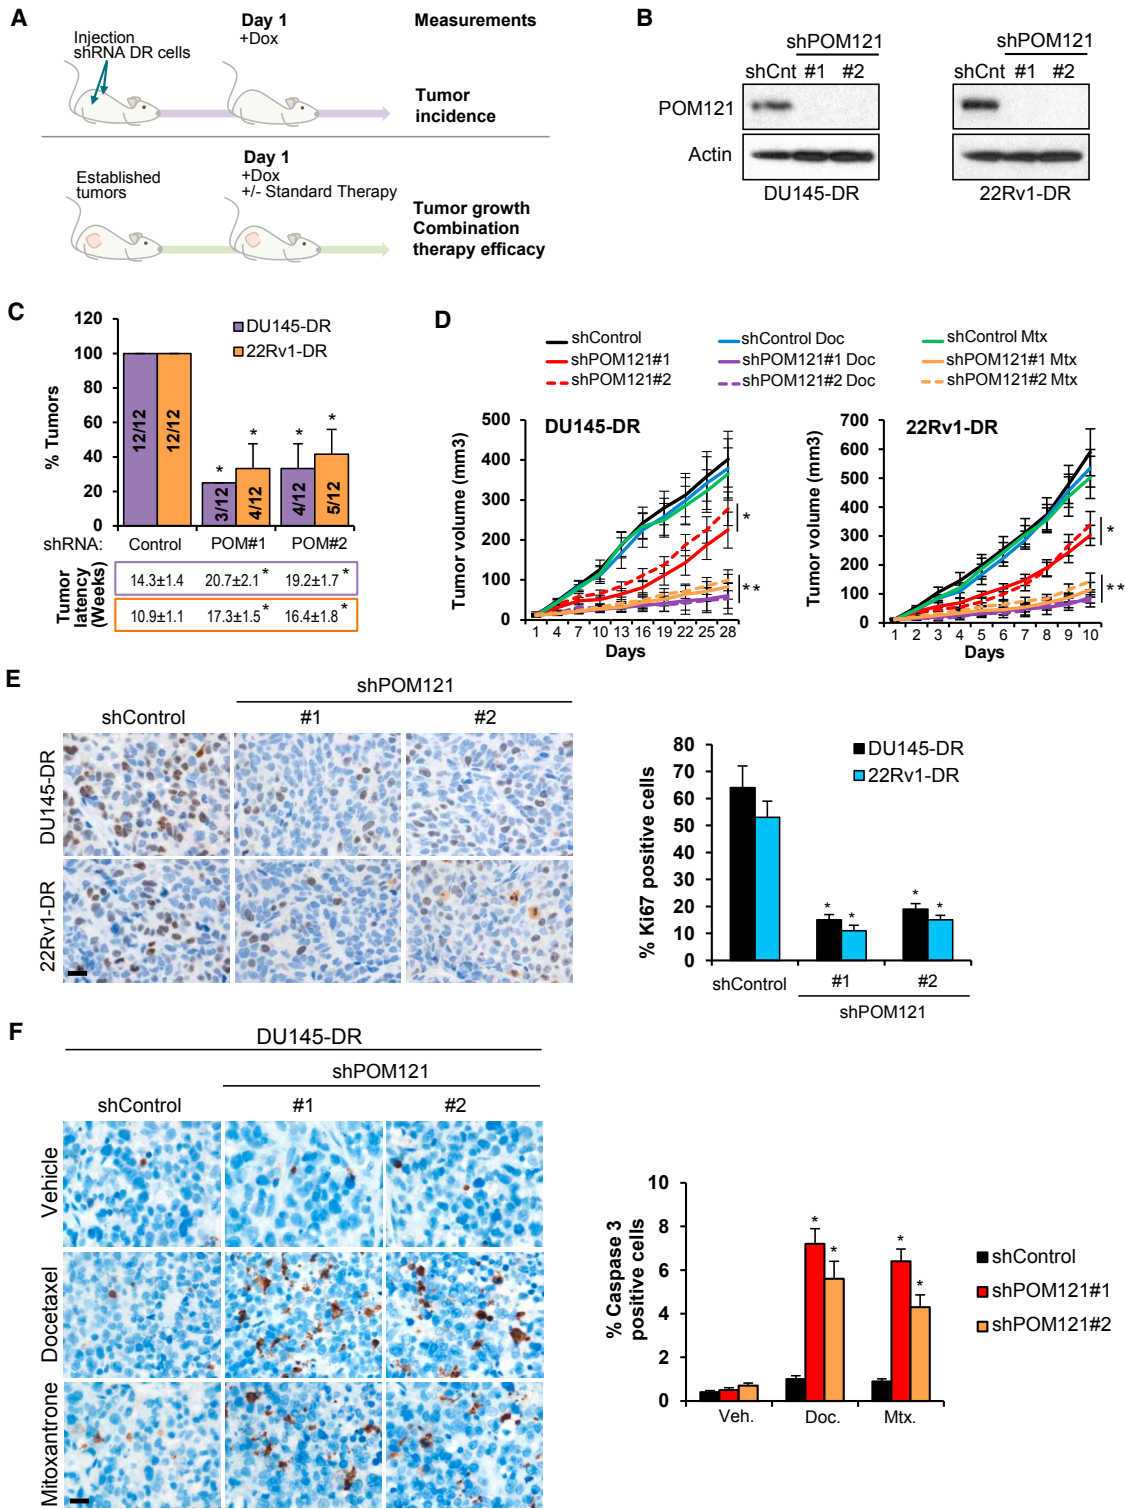 A
Injection
shRNA DR cells
Day 1
+Dox
Measurements
Tumor
incidence
Established
tumors
Day 1
+Dox
+/- Standard Therapy
Tumor growth
Combination
therapy efficacy
B
shPOM121
shCnt #1 #2
POM121
Actin
DU145-DR
shPOM121
shCnt #1 #2
22Rv1-DR
C
% Tumors
120
100
80
60
40
20
0
DU145-DR
22Rv1-DR
12/12
12/12
* 3/12
* 4/12
* 4/12
* 5/12
shRNA: Control POM#1 POM#2
Tumor
latency
(Weeks)
14.3±1.4 20.7±2.1 * 19.2±1.7 *
10.9±1.1 17.3±1.5 * 16.4±1.8 *
D
shControl shControl Doc shControl Mtx
shPOM121#1 shPOM121#1 Doc shPOM121#1 Mtx
shPOM121#2 shPOM121#2 Doc shPOM121#2 Mtx
DU145-DR
Tumor volume (mm3)
500
400
300
200
100
0
*
**
1 4 7 10 13 16 19 22 25 28
Days
22Rv1-DR
Tumor volume (mm3)
700
600
500
400
300
200
100
0
*
**
1 2 3 4 5 6 7 8 9 10
Days
E
shPOM121
shControl #1 #2
DU145-DR
22Rv1-DR
% Ki67 positive cells
80
70
60
50
40
30
20
10
0
DU145-DR
22Rv1-DR
* * * *
shControl #1 #2
shPOM121
F
DU145-DR
shPOM121
shControl #1 #2
Vehicle
Docetaxel
Mitoxantrone
% Caspase 3
positive cells
10
8
6
4
2
0
* * * *
Veh. Doc. Mtx.
shControl
shPOM121#1
shPOM121#2